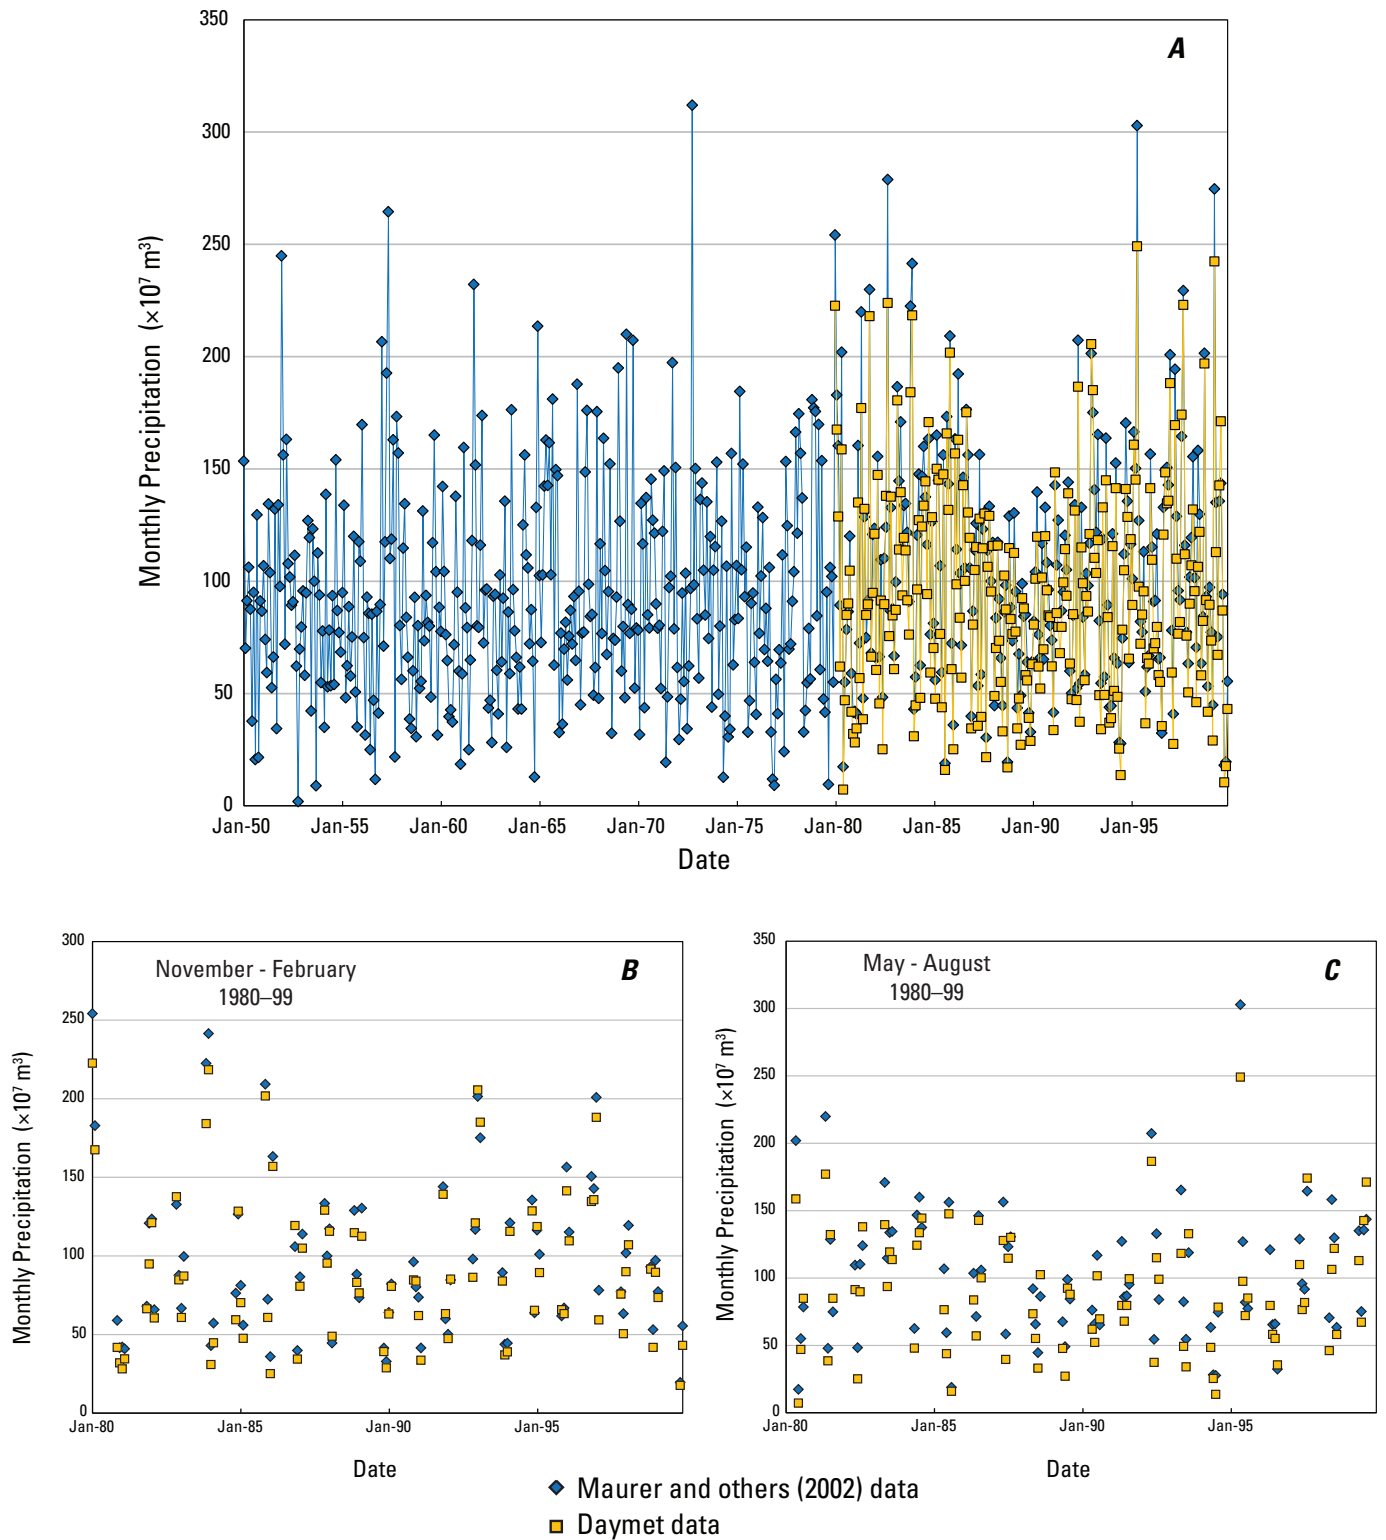 A
350
300
250
200
150
100
50
0
Monthly Precipitation (×10⁷ m³)
Jan-50 Jan-55 Jan-60 Jan-65 Jan-70 Jan-75 Jan-80 Jan-85 Jan-90 Jan-95
Date
B
November - February
1980–99
300
250
200
150
100
50
0
Monthly Precipitation (×10⁷ m³)
Jan-80 Jan-85 Jan-90 Jan-95
Date
C
May - August
1980–99
350
300
250
200
150
100
50
0
Monthly Precipitation (×10⁷ m³)
Jan-80 Jan-85 Jan-90 Jan-95
Date
Maurer and others (2002) data
Daymet data